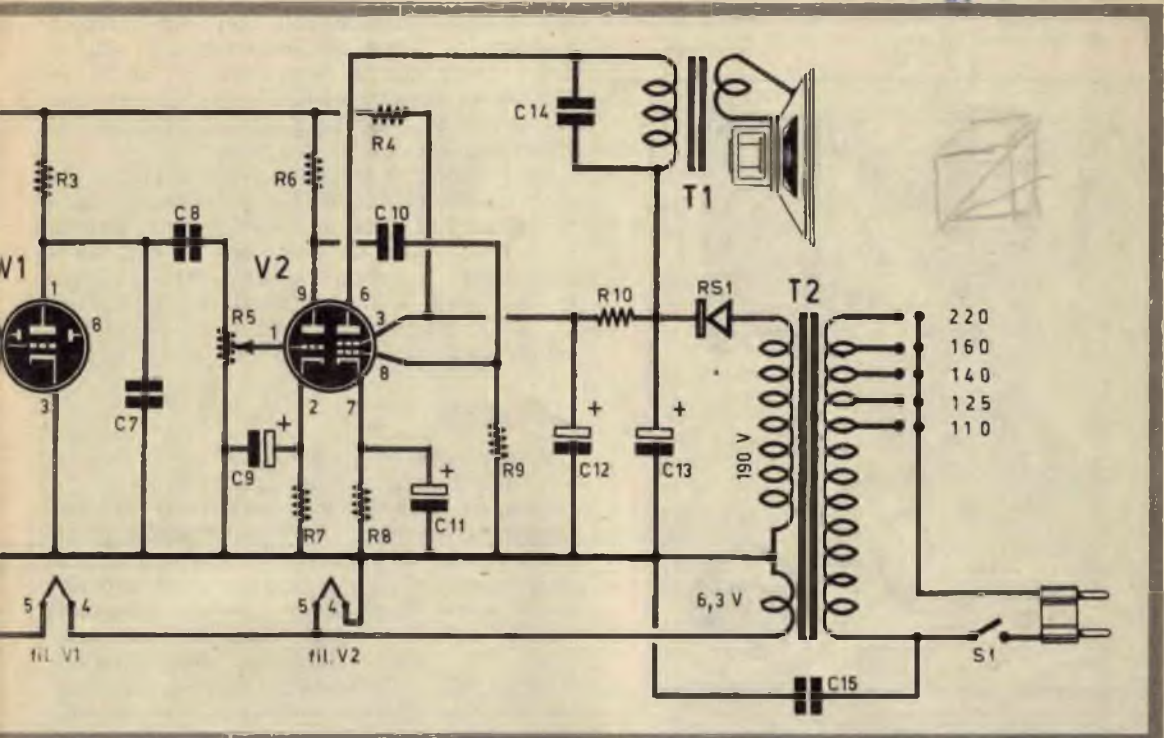 C14
R4
T1
R3
R6
C8
C10
V1
V2
1
8
3
R5
1
9
6
3
8
2
7
R10
RS1
T2
220
160
140
125
110
C7
C9
+
R7
R8
+
C11
R9
+
C12
+
C13
190 V
6,3 V
5
4
fil. V1
5
4
fil. V2
S1
C15